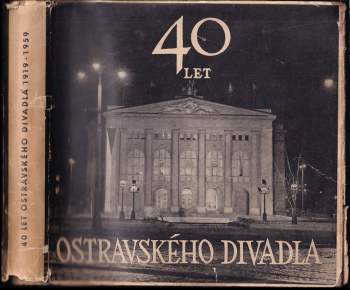 40 LET OSTRAVSKÉHO DIVADLA 1919-1959
40
LET
OSTRAVSKÉHO DIVADLA